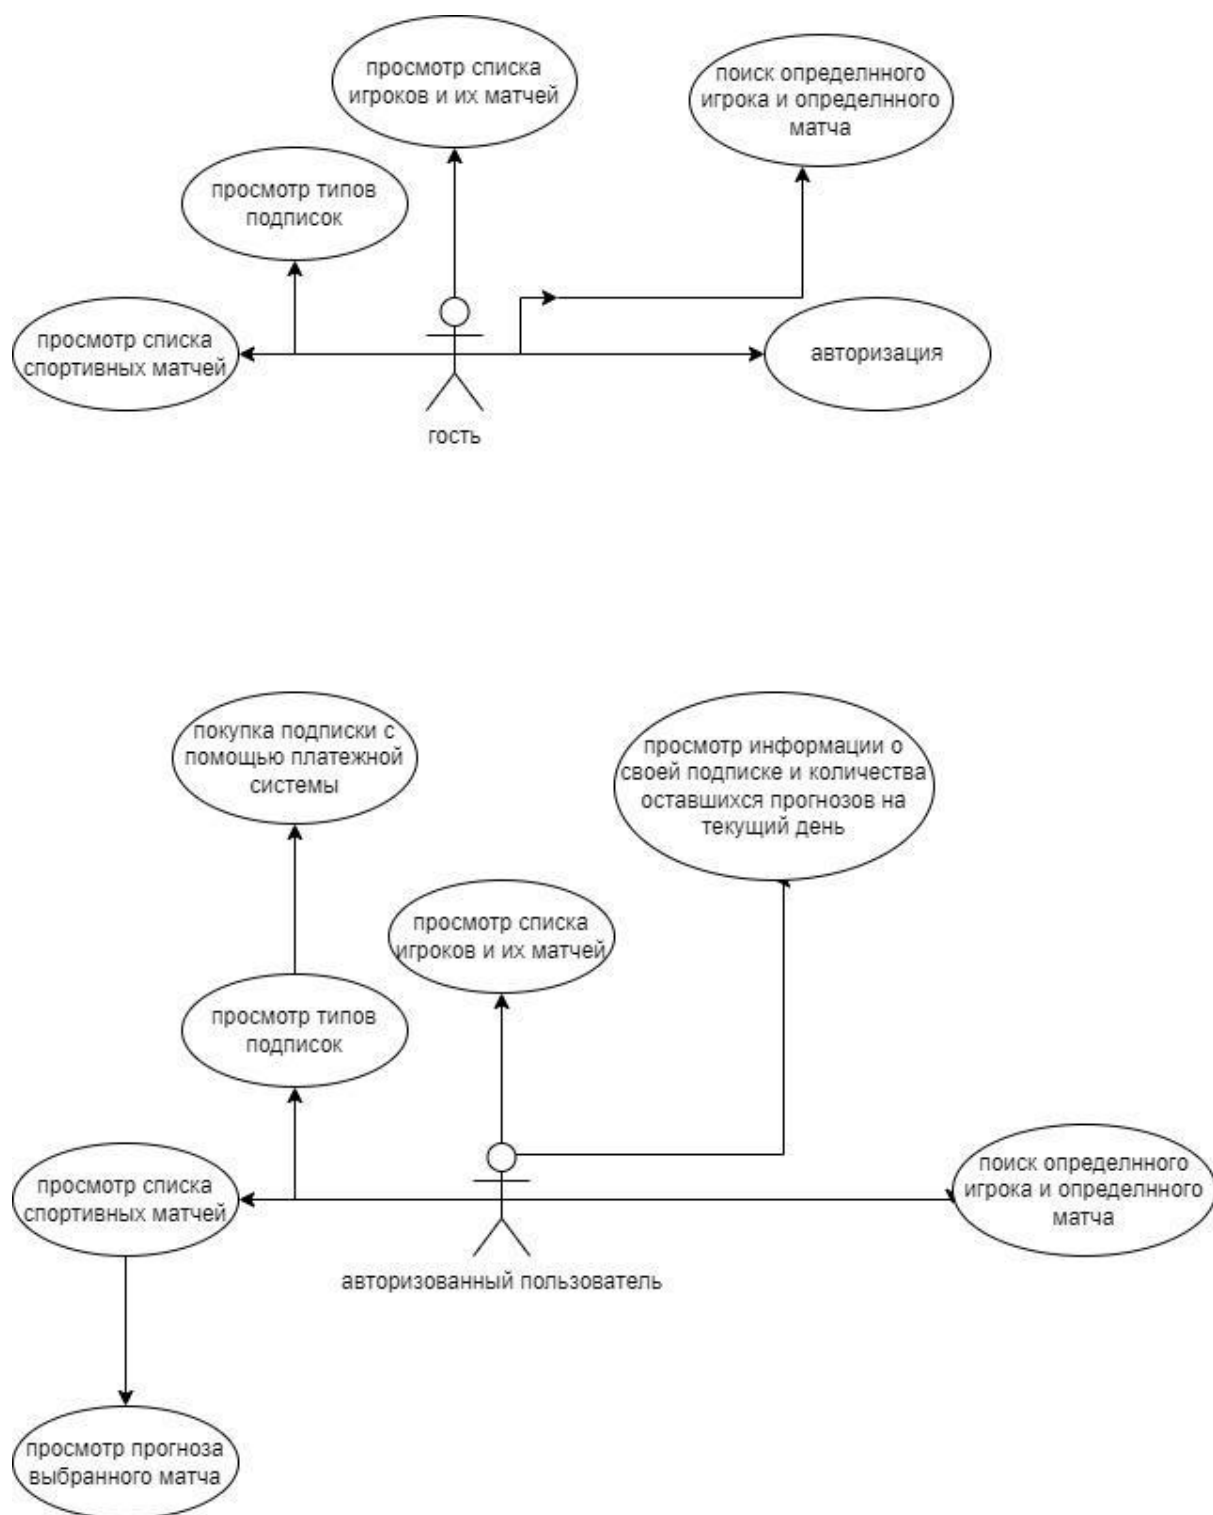 просмотр списка
игроков и их матчей
поиск определнного
игрока и определнного
матча
просмотр типов
подписок
просмотр списка
спортивных матчей
авторизация
гость
покупка подписки с
помощью платежной
системы
просмотр информации о
своей подписке и количества
оставшихся прогнозов на
текущий день
просмотр списка
игроков и их матчей
просмотр типов
подписок
просмотр списка
спортивных матчей
поиск определнного
игрока и определнного
матча
авторизованный пользователь
просмотр прогноза
выбранного матча